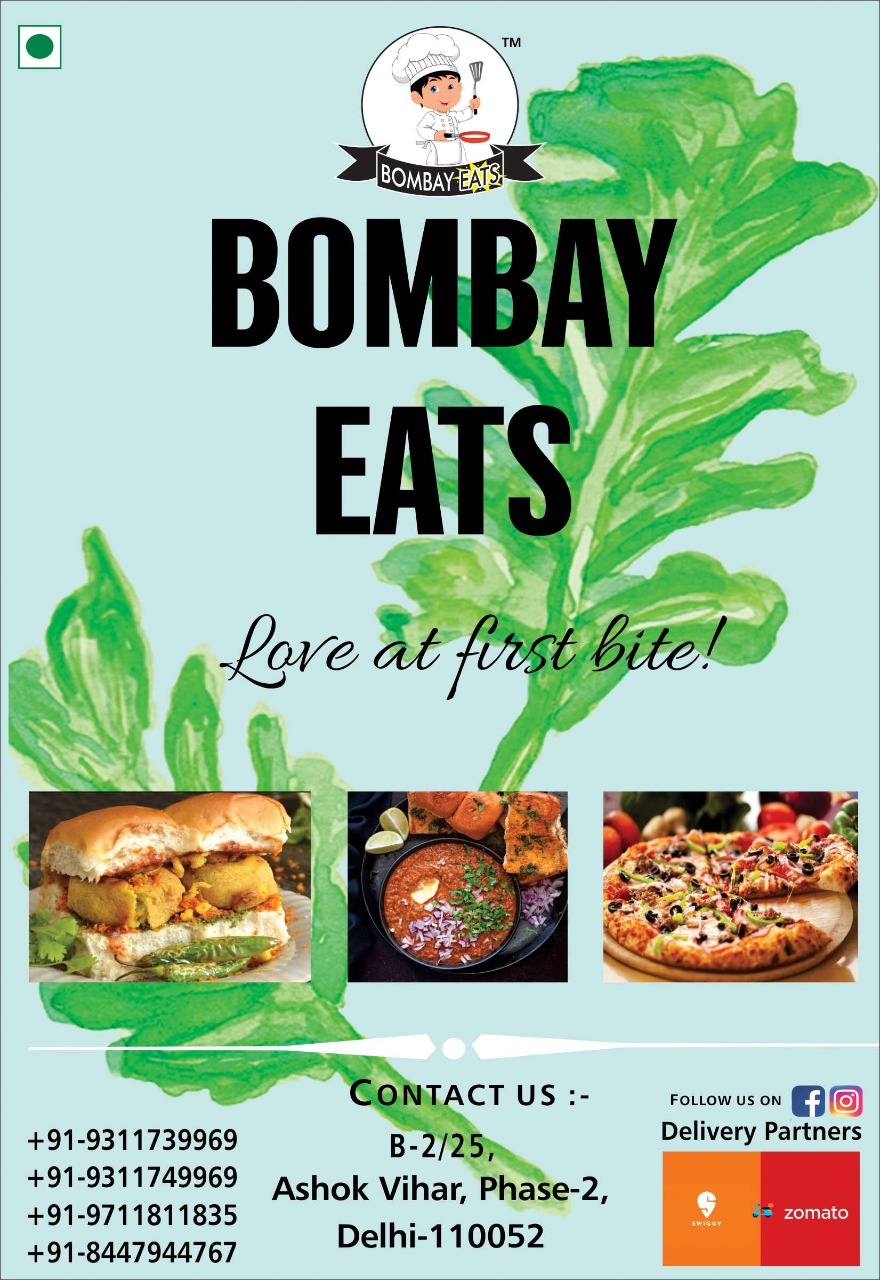 TM
BOMBAY EATS
BOMBAY
EATS
Love at first bite!
CONTACT US :-
B-2/25,
Ashok Vihar, Phase-2,
Delhi-110052
+91-9311739969
+91-9311749969
+91-9711811835
+91-8447944767
FOLLOW US ON
Delivery Partners
SWIGGY
zomato